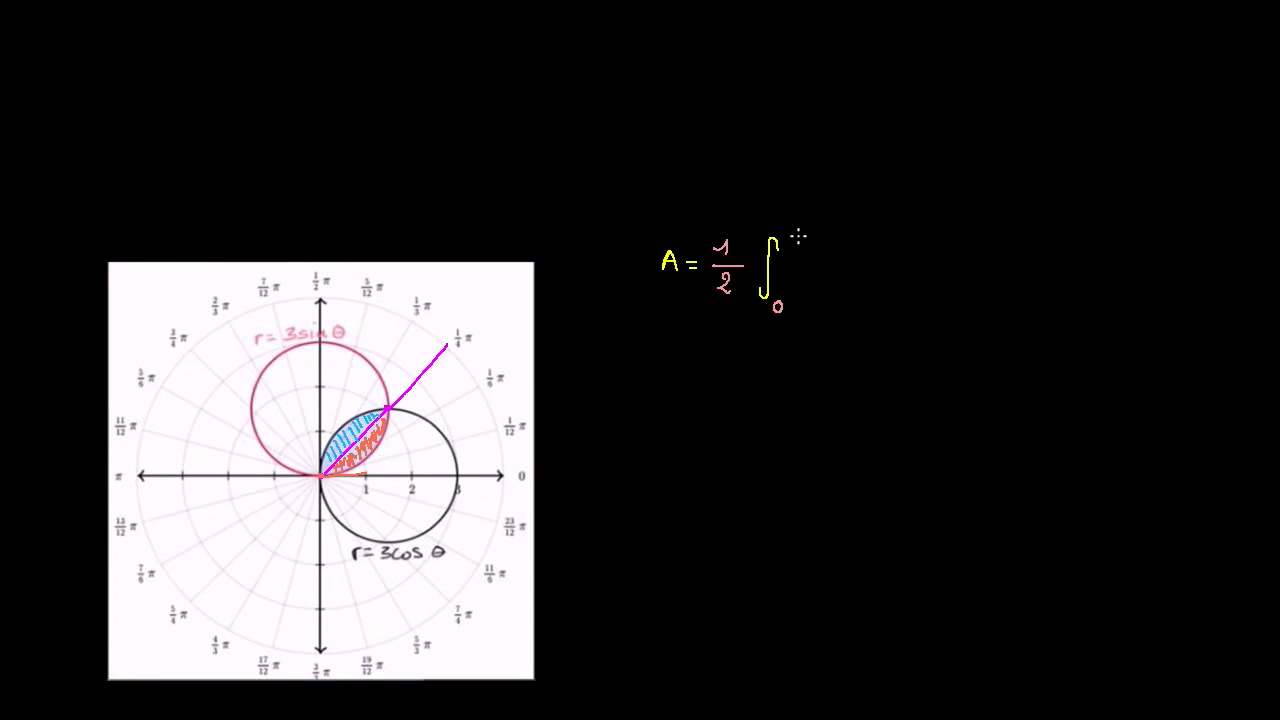 A = 1/2 ∫0
1/2 π
7/12 π
5/12 π
2/3 π
1/3 π
r = 3sin θ
3/4 π
1/4 π
5/6 π
1/6 π
11/12 π
1/12 π
π
0
1 2 3
13/12 π
23/12 π
r = 3cos θ
7/6 π
11/6 π
5/4 π
7/4 π
4/3 π
5/3 π
17/12 π
19/12 π
π